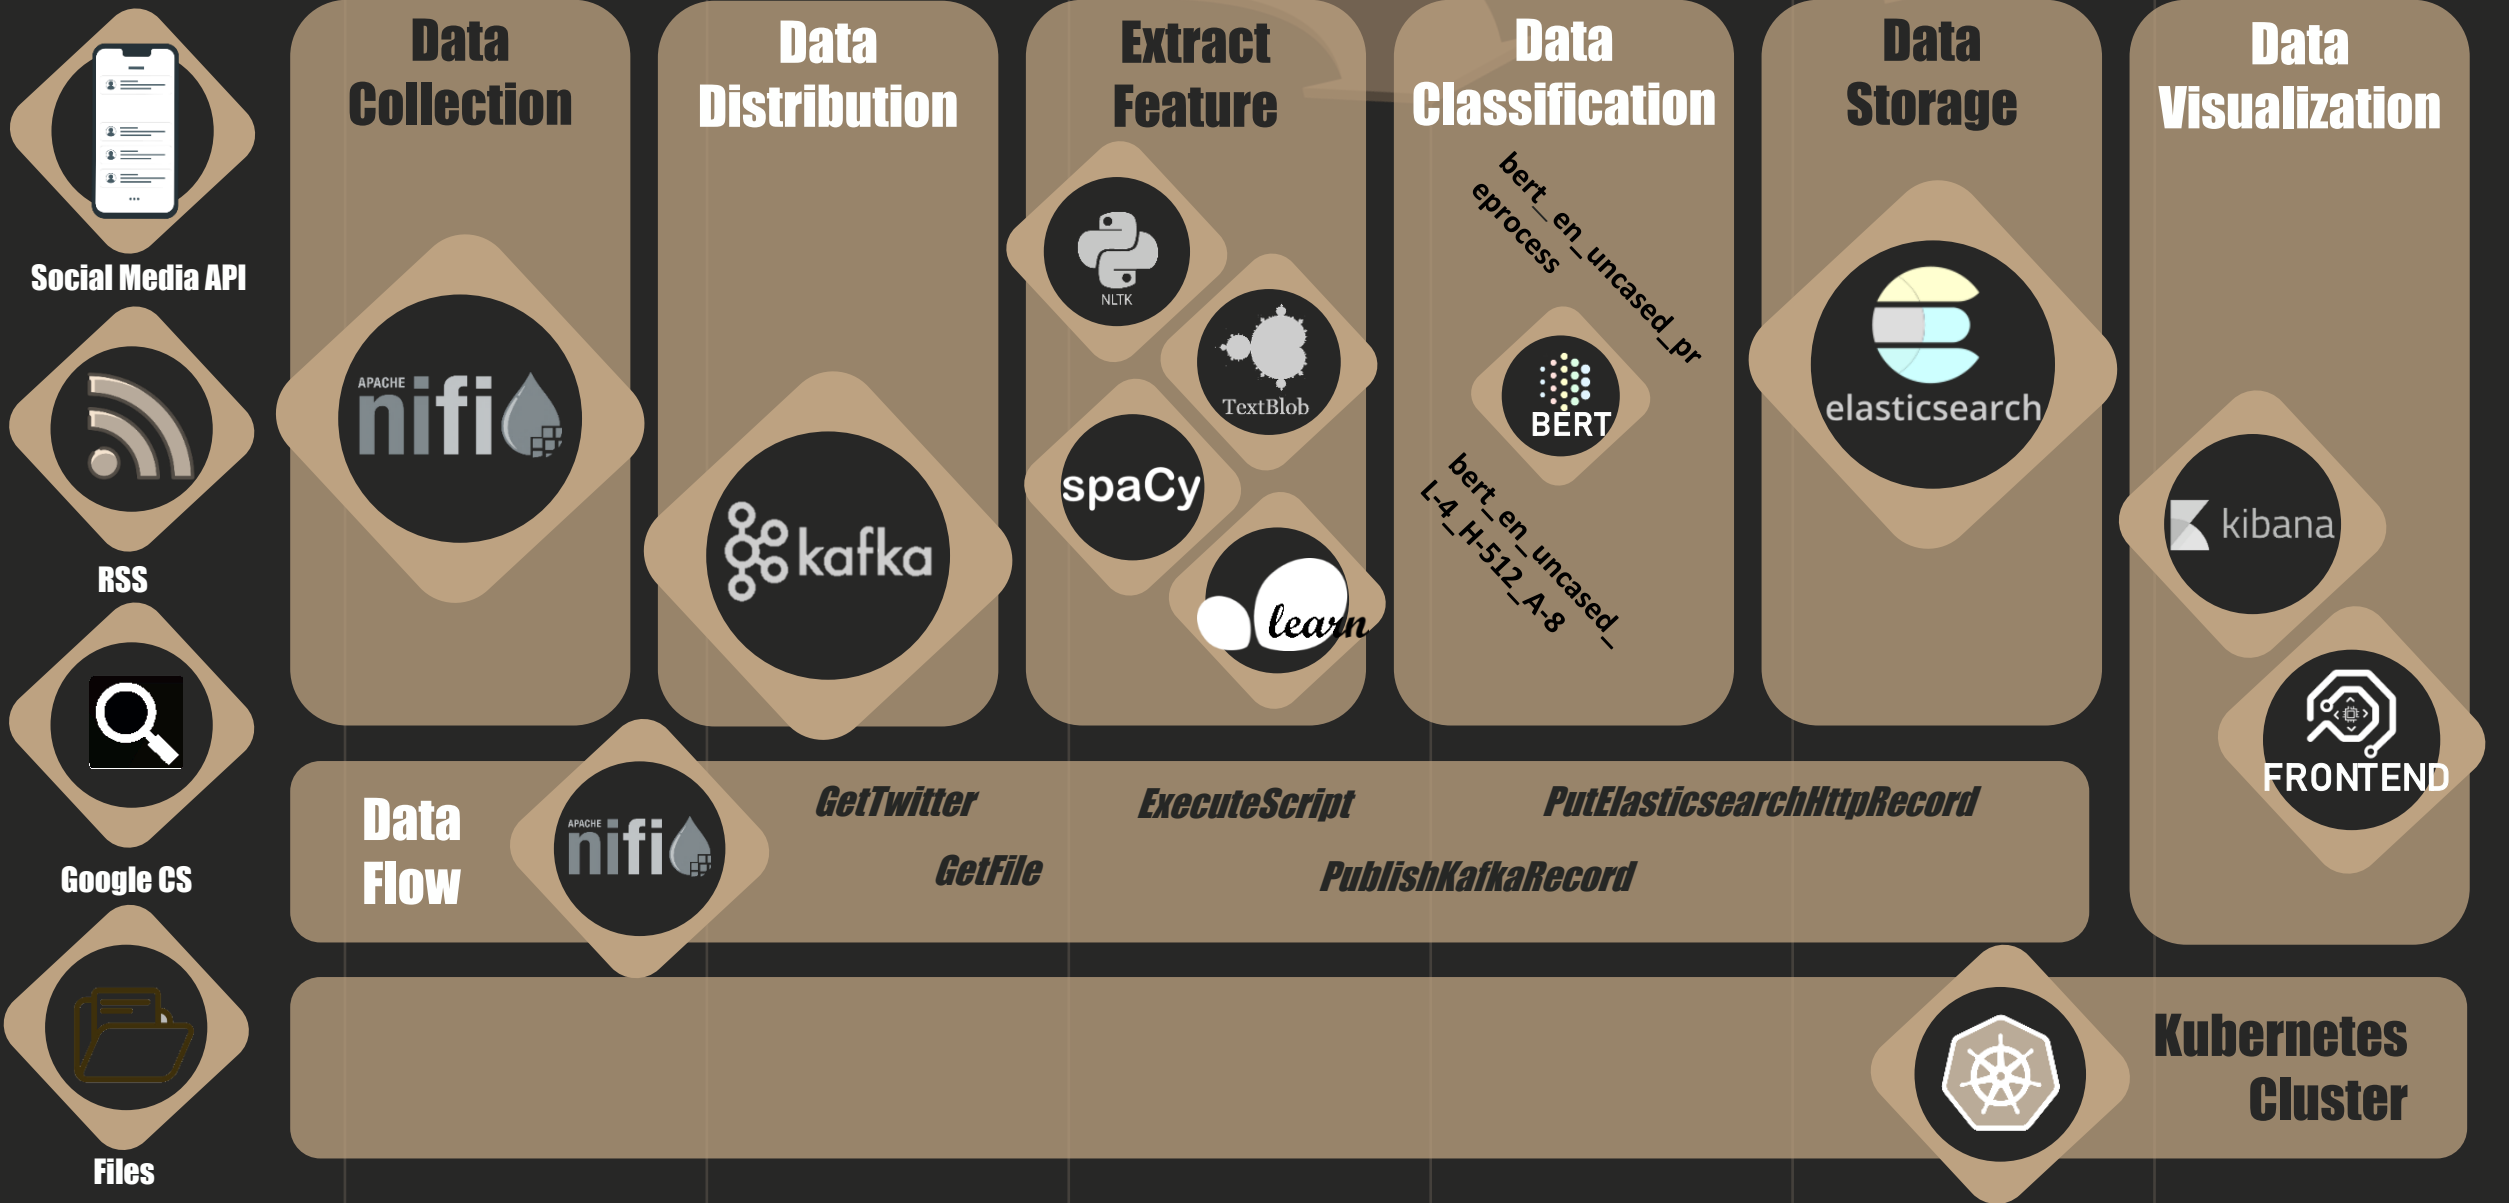 Social Media API
RSS
Google CS
Files
Data
Collection
APACHE
nifi
Data
Distribution
kafka
Extract
Feature
NLTK
TextBlob
spaCy
learn
Data
Classification
bert_en_uncased_pr
eprocess
BERT
bert_en_uncased_
L-4_H-512_A-8
Data
Storage
elasticsearch
Data
Visualization
kibana
FRONTEND
Data
Flow
APACHE
nifi
GetTwitter
ExecuteScript
PutElasticsearchHttpRecord
GetFile
PublishKafkaRecord
Kubernetes
Cluster